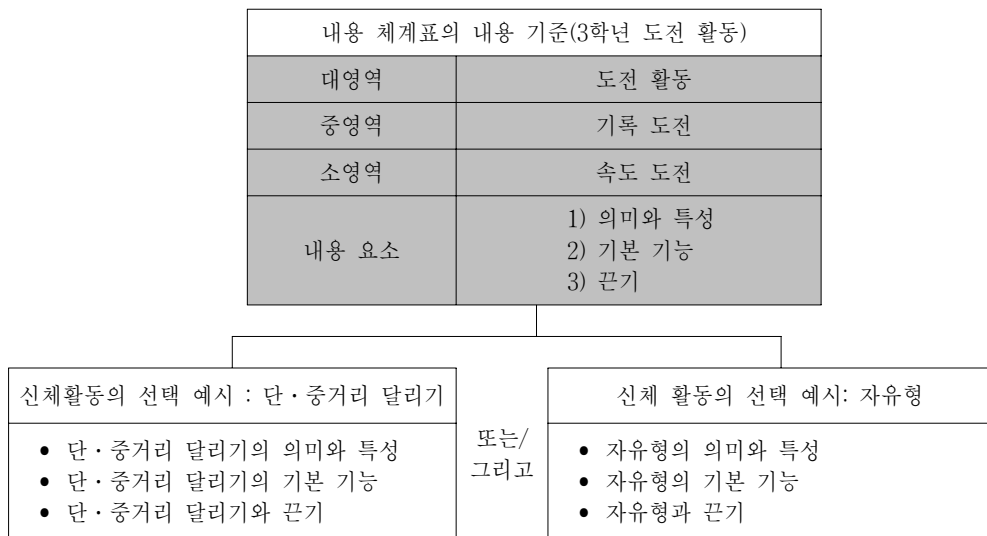 내용 체계표의 내용 기준(3학년 도전 활동)
대영역 도전 활동
중영역 기록 도전
소영역 속도 도전
내용 요소
1) 의미와 특성
2) 기본 기능
3) 끈기
신체활동의 선택 예시 : 단·중거리 달리기
● 단·중거리 달리기의 의미와 특성
● 단·중거리 달리기의 기본 기능
● 단·중거리 달리기와 끈기
또는/
그리고
신체 활동의 선택 예시: 자유형
● 자유형의 의미와 특성
● 자유형의 기본 기능
● 자유형과 끈기